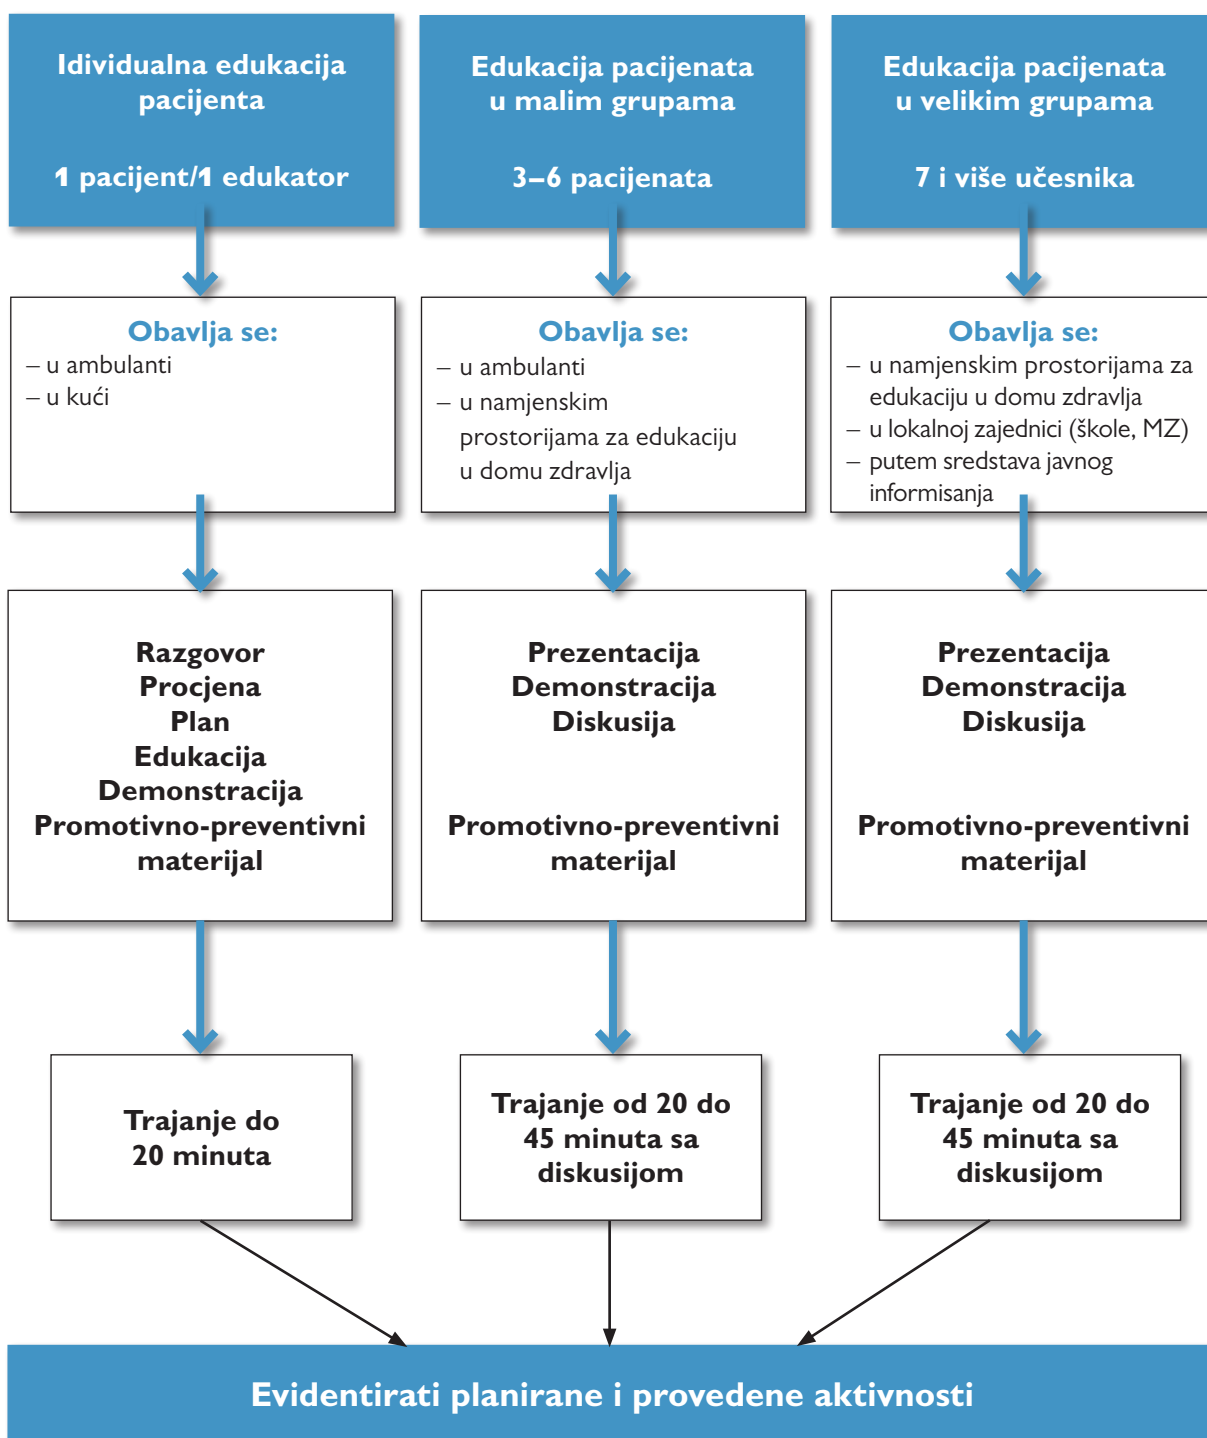 Idividualna edukacija
pacijenta
1 pacijent/1 edukator
Edukacija pacijenata
u malim grupama
3–6 pacijenata
Edukacija pacijenata
u velikim grupama
7 i više učesnika
Obavlja se:
– u ambulanti
– u kući
Obavlja se:
– u ambulanti
– u namjenskim
prostorijama za edukaciju
u domu zdravlja
Obavlja se:
– u namjenskim prostorijama za
edukaciju u domu zdravlja
– u lokalnoj zajednici (škole, MZ)
– putem sredstava javnog
informisanja
Razgovor
Procjena
Plan
Edukacija
Demonstracija
Promotivno-preventivni
materijal
Prezentacija
Demonstracija
Diskusija
Promotivno-preventivni
materijal
Prezentacija
Demonstracija
Diskusija
Promotivno-preventivni
materijal
Trajanje do
20 minuta
Trajanje od 20 do
45 minuta sa
diskusijom
Trajanje od 20 do
45 minuta sa
diskusijom
Evidentirati planirane i provedene aktivnosti